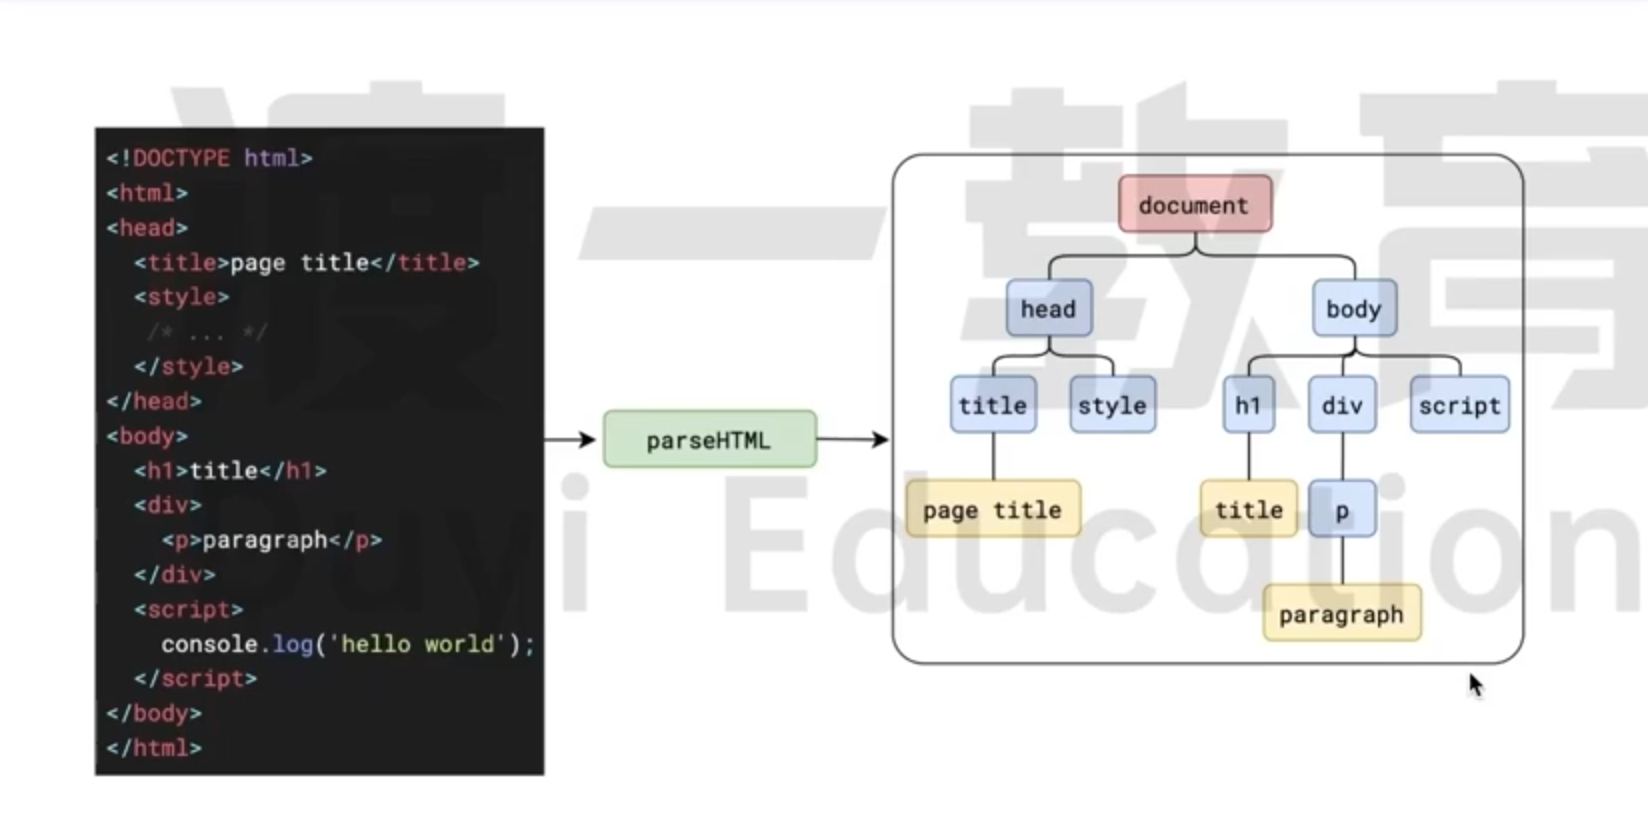 渡一教育
Duyi Education
<!DOCTYPE html>
<html>
<head>
<title>page title</title>
<style>
/* ... */
</style>
</head>
<body>
<h1>title</h1>
<div>
<p>paragraph</p>
</div>
<script>
console.log('hello world');
</script>
</body>
</html>
parseHTML
document
head
body
title
style
h1
div
script
page title
title
p
paragraph